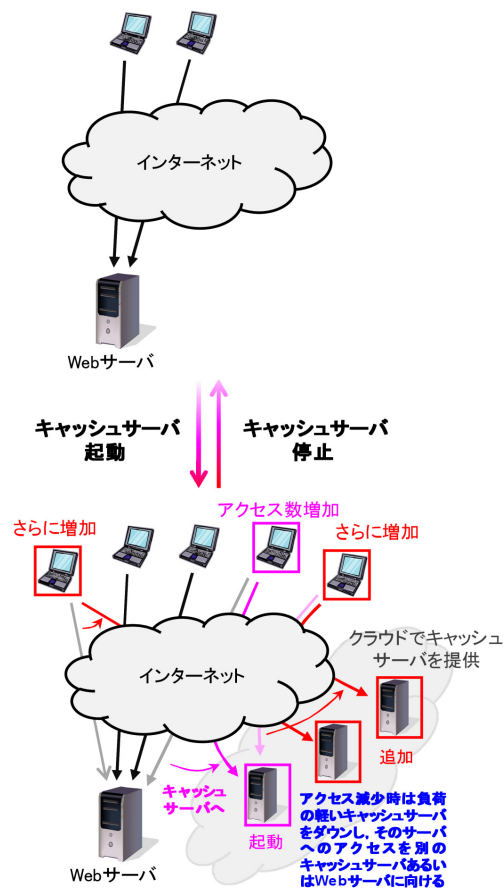 インターネット
Webサーバ
キャッシュサーバ
起動
キャッシュサーバ
停止
アクセス数増加
さらに増加
さらに増加
クラウドでキャッシュ
サーバを提供
インターネット
追加
キャッシュ
サーバへ
起動
Webサーバ
アクセス減少時は負荷
の軽いキャッシュサーバ
をダウンし，そのサーバ
へのアクセスを別の
キャッシュサーバあるい
はWebサーバに向ける